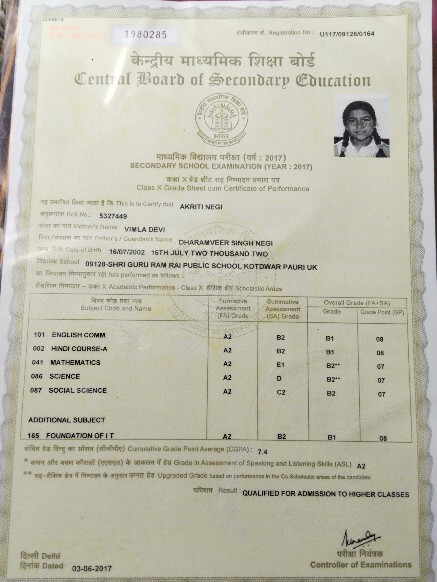 1980285
पंजीकरण सं. Registration No : U117/09128/0164
केन्द्रीय माध्यमिक शिक्षा बोर्ड
Central Board of Secondary Education
माध्यमिक विद्यालय परीक्षा (वर्ष : 2017)
SECONDARY SCHOOL EXAMINATION (YEAR : 2017)
कक्षा X ग्रेड शीट सह निष्पादन प्रमाण पत्र
Class X Grade Sheet cum Certificate of Performance
यह प्रमाणित किया जाता है कि This is to Certify that AKRITI NEGI
अनुक्रमांक Roll No.: 5327449
माता का नाम Mother's Name VIMLA DEVI
पिता/संरक्षक का नाम Father's / Guardian's Name DHARAMVEER SINGH NEGI
जन्म तिथि Date of Birth 16/07/2002 16TH JULY TWO THOUSAND TWO
विद्यालय School 09128-SHRI GURU RAM RAI PUBLIC SCHOOL KOTDWAR PAURI UK
का निष्पादन निम्नानुसार रहा has performed as follows :
शैक्षिक निष्पादन - कक्षा X : Academic Performance - Class X : Scholastic Areas
विषय कोड तथा नाम
Subject Code and Name
Formative Assessment (FA) Grade
Summative Assessment (SA) Grade
Overall Grade (FA+SA)
Grade Grade Point (GP)
101 ENGLISH COMM. A2 B2 B1 08
002 HINDI COURSE-A A2 B2 B1 08
041 MATHEMATICS A2 E1 B2** 07
086 SCIENCE A2 D B2** 07
087 SOCIAL SCIENCE A2 C2 B2 07
ADDITIONAL SUBJECT
165 FOUNDATION OF I T A2 B2 B1 08
संचित ग्रेड बिन्दु का औसत (सीजीपीए) Cumulative Grade Point Average (CGPA) : 7.4
* कथन और श्रवण कौशलों (एएसएल) के आकलन में ग्रेड Grade in Assessment of Speaking and Listening Skills (ASL) A2
** सह-शैक्षिक क्षेत्र में निष्पादन के अनुसार उन्नत ग्रेड Upgraded Grade based on performance in the Co-Scholastic areas of the candidate
परिणाम Result : QUALIFIED FOR ADMISSION TO HIGHER CLASSES
दिल्ली Delhi
दिनांक Dated 03-06-2017
परीक्षा नियंत्रक
Controller of Examinations